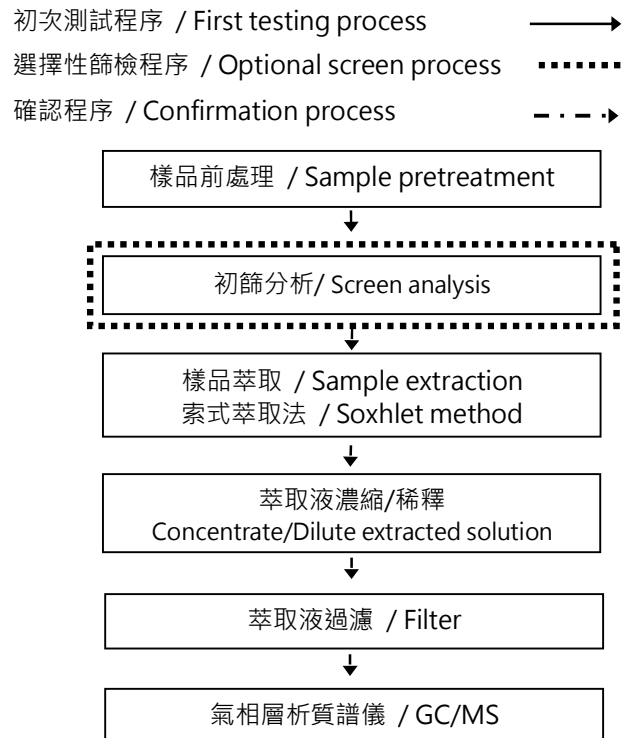 初次測試程序 / First testing process
選擇性篩檢程序 / Optional screen process
確認程序 / Confirmation process
樣品前處理 / Sample pretreatment
初篩分析/ Screen analysis
樣品萃取 / Sample extraction
索式萃取法 / Soxhlet method
萃取液濃縮/稀釋
Concentrate/Dilute extracted solution
萃取液過濾 / Filter
氣相層析質譜儀 / GC/MS